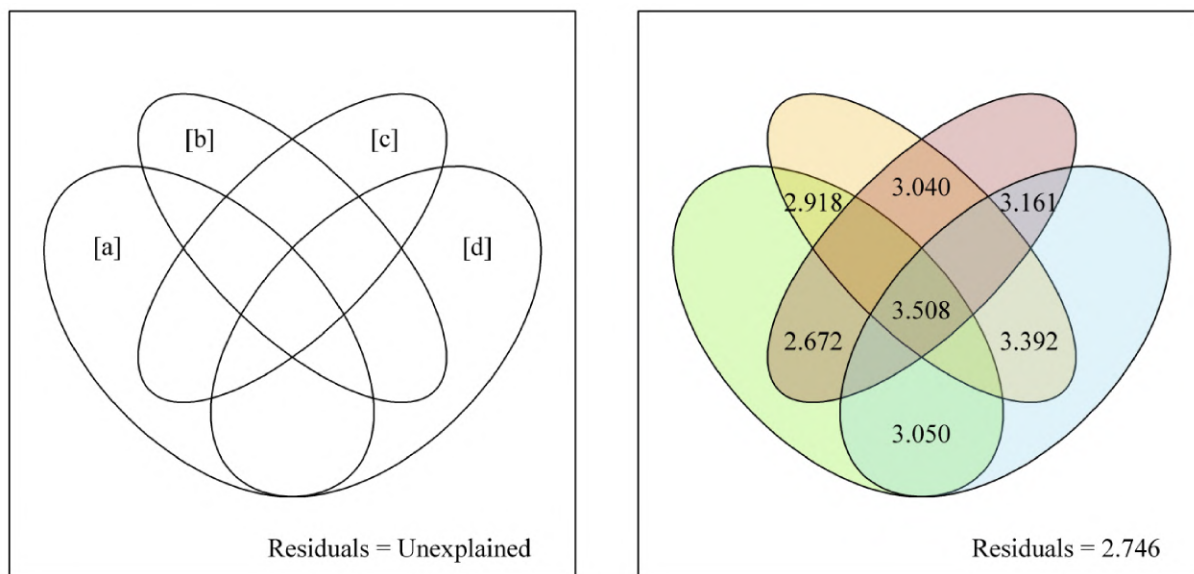 [b]
[c]
[a]
[d]
Residuals = Unexplained
3.040
2.918
3.161
3.508
2.672
3.392
3.050
Residuals = 2.746